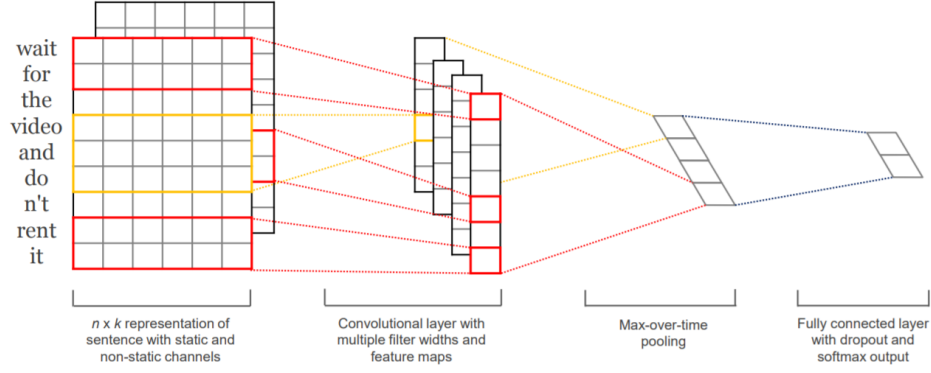 wait
for
the
video
and
do
n't
rent
it
n x k representation of
sentence with static and
non-static channels
Convolutional layer with
multiple filter widths and
feature maps
Max-over-time
pooling
Fully connected layer
with dropout and
softmax output